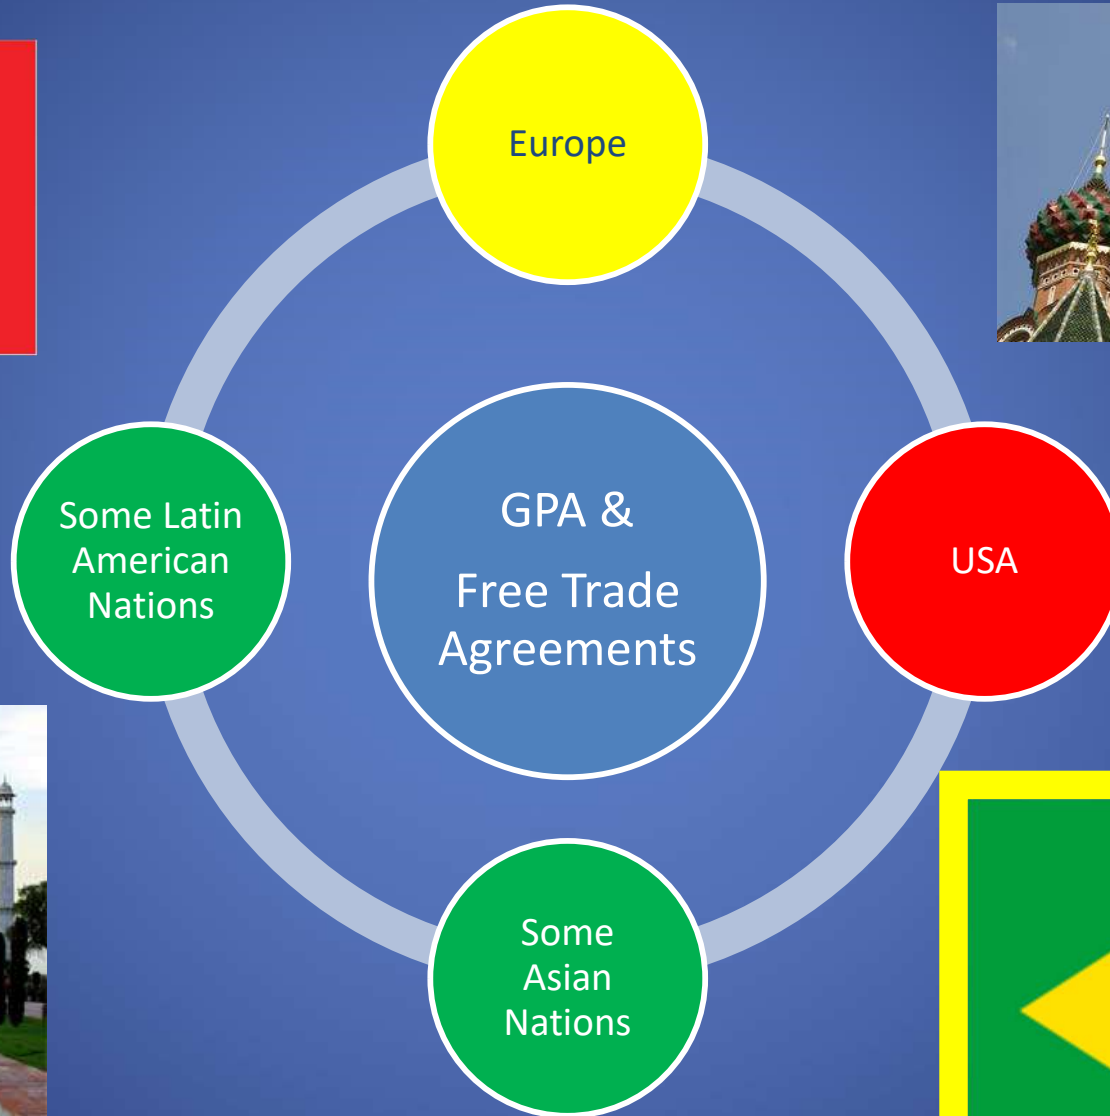 Europe
Some Latin
American
Nations
GPA &
Free Trade
Agreements
USA
Some
Asian
Nations